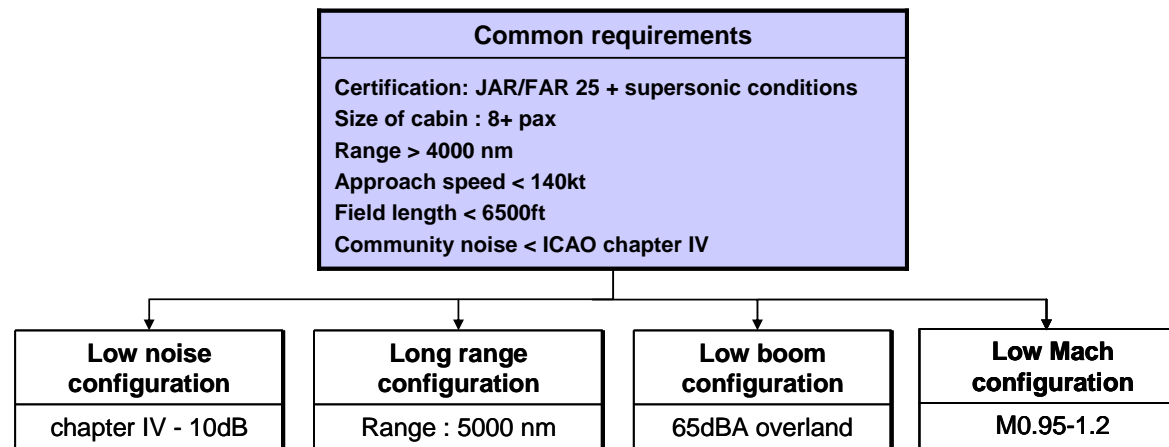 Common requirements
Certification: JAR/FAR 25 + supersonic conditions
Size of cabin : 8+ pax
Range > 4000 nm
Approach speed < 140kt
Field length < 6500ft
Community noise < ICAO chapter IV
Low noise
configuration
chapter IV - 10dB
Long range
configuration
Range : 5000 nm
Low boom
configuration
65dBA overland
Low Mach
configuration
M0.95-1.2